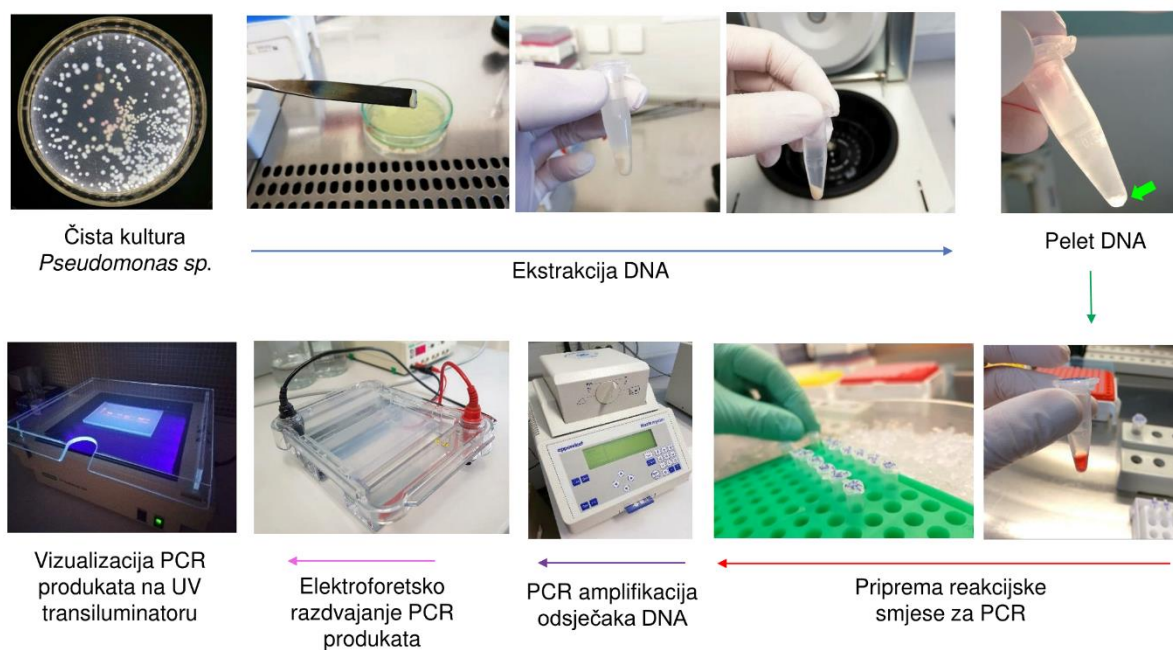 Čista kultura
Pseudomonas sp.
Ekstrakcija DNA
Pelet DNA
Vizualizacija PCR
produkata na UV
transiluminatoru
Elektroforetsko
razdvajanje PCR
produkata
eppendorf
PCR amplifikacija
odsječaka DNA
Priprema reakcijske
smjese za PCR